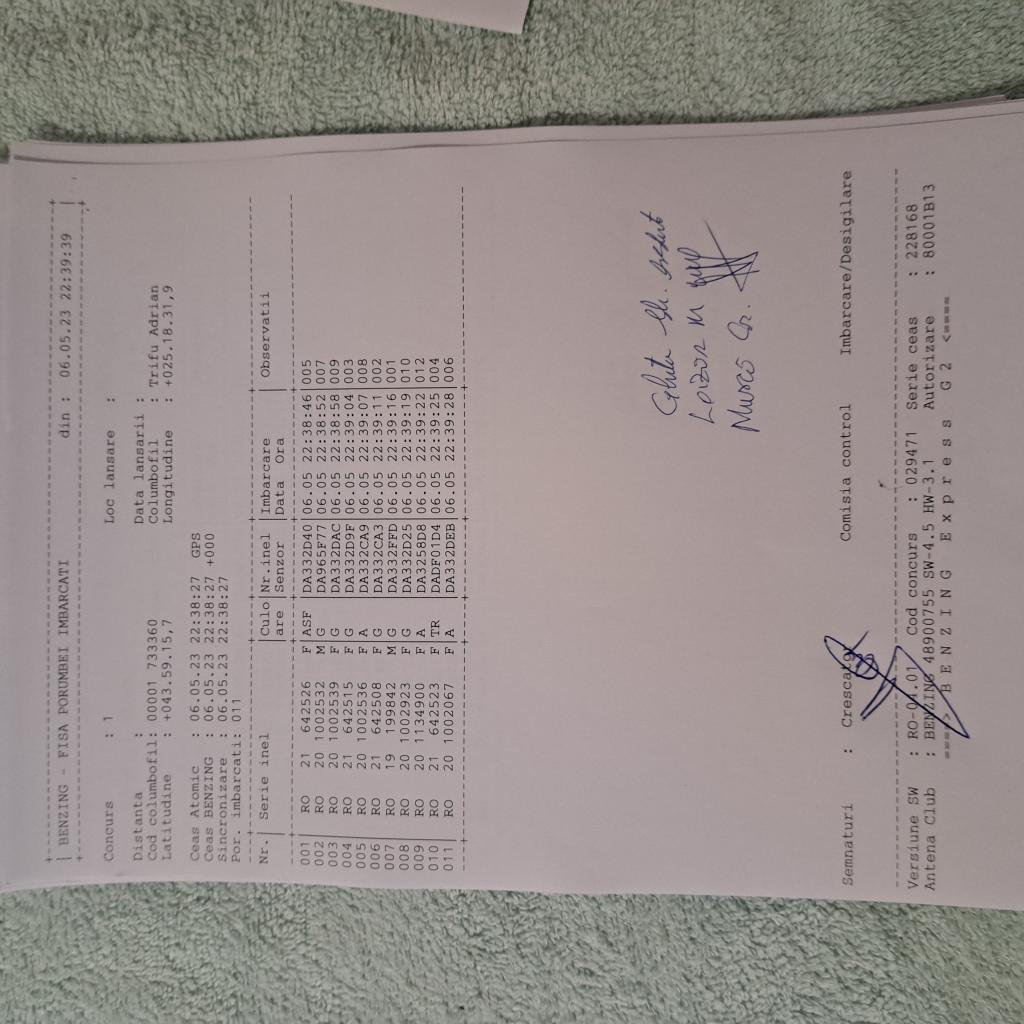 | BENZING - FISA PORUMBEI IMBARCATI din : 06.05.23 22:39:39 |
Concurs : 1 Loc lansare :
Distanta : Data lansarii :
Cod columbofil: 00001 733360 Columbofil : Trifu Adrian
Latitudine : +043.59.15,7 Longitudine : +025.18.31,9
Ceas Atomic : 06.05.23 22:38:27 GPS
Ceas BENZING : 06.05.23 22:38:27 +000
Sincronizare : 06.05.23 22:38:27
Por. imbarcati: 011
Nr.| Serie inel |Culo|Nr.inel |Imbarcare | Observatii
|are |Senzor |Data Ora |
001| RO 21 642526 F|ASF |DA332D40|06.05 22:38:46|005
002| RO 20 1002532 M|G |DA965F77|06.05 22:38:52|007
003| RO 20 1002539 F|G |DA332DAC|06.05 22:38:58|009
004| RO 21 642515 F|G |DA332D9F|06.05 22:39:04|003
005| RO 20 1002536 F|A |DA332CA9|06.05 22:39:07|008
006| RO 21 642508 F|G |DA332CA3|06.05 22:39:11|002
007| RO 19 199842 M|G |DA332FFD|06.05 22:39:16|001
008| RO 20 1002923 F|G |DA332D25|06.05 22:39:19|010
009| RO 20 1134900 F|A |DA3258D8|06.05 22:39:22|012
010| RO 21 642523 F|TR |DADF01D4|06.05 22:39:25|004
011| RO 20 1002067 F|A |DA332DEB|06.05 22:39:28|006
Semnaturi : Crescator Comisia control Imbarcare/Desigilare
Versiune SW : RO-04.01 Cod concurs : 029471 Serie ceas : 228168
Antena Club : BENZING 48900755 SW-4.5 HW-3.1 Autorizare : 80001B13
====> B E N Z I N G E x p r e s s G 2 <====